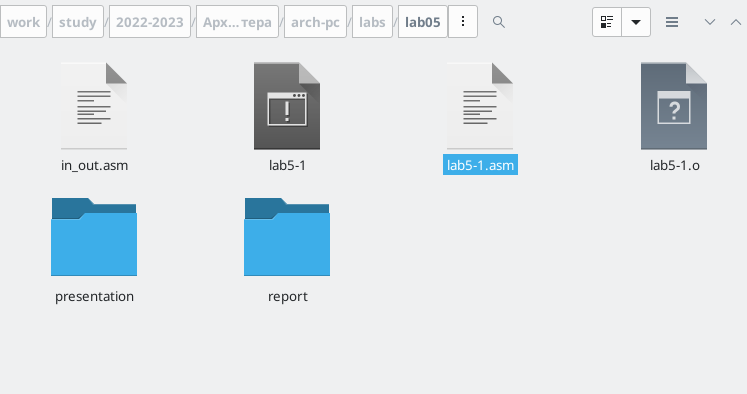 work / study / 2022-2023 / Арх...тера / arch-pc / labs / lab05
in_out.asm lab5-1 lab5-1.asm lab5-1.o
presentation report